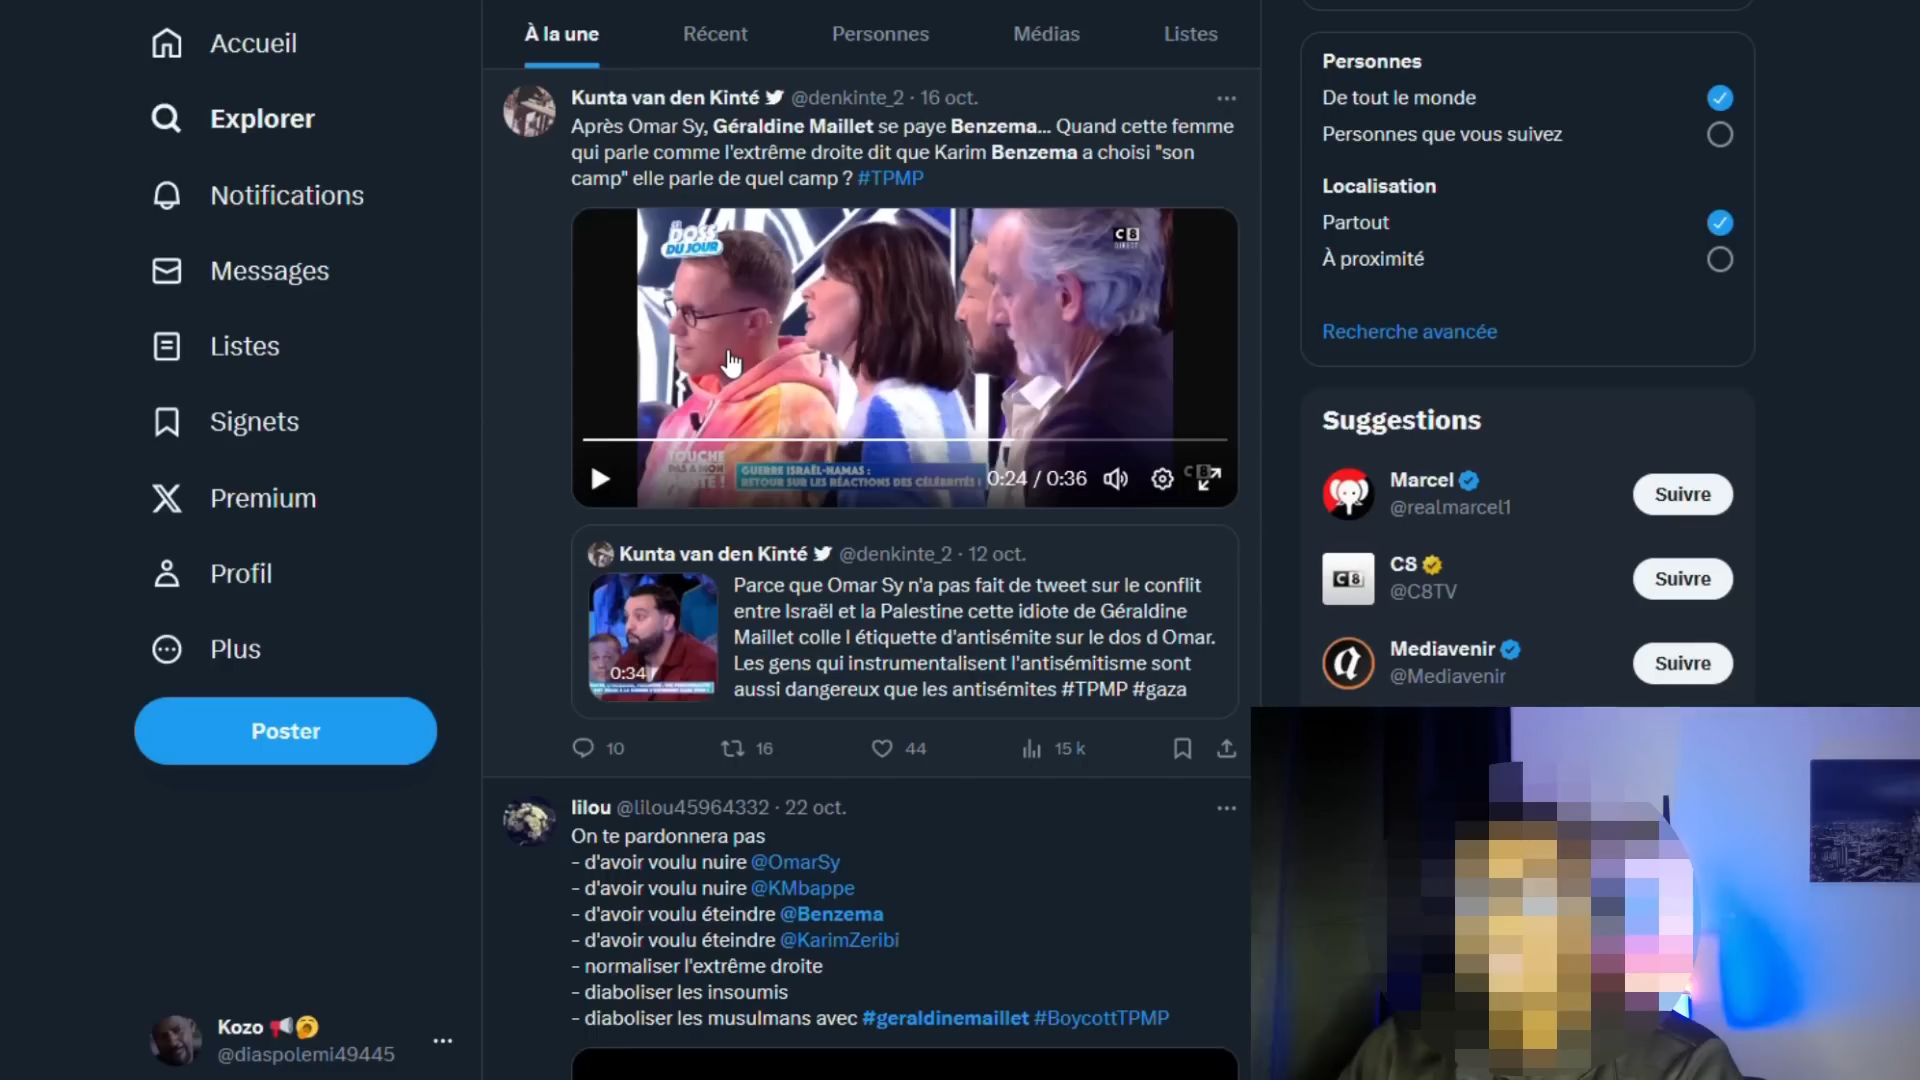 Accueil
Explorer
Notifications
Messages
Listes
Signets
Premium
Profil
Plus
Poster
Kozo
@diaspolemi49445
À la une
Récent
Personnes
Médias
Listes
Kunta van den Kinté @denkinte_2 · 16 oct.
Après Omar Sy, Géraldine Maillet se paye Benzema... Quand cette femme
qui parle comme l'extrême droite dit que Karim Benzema a choisi "son
camp" elle parle de quel camp ? #TPMP
BOSS
DU JOUR
C8
DIRECT
TOUCHE
PAS A MON
POSTE !
GUERRE ISRAËL-HAMAS :
RETOUR SUR LES RÉACTIONS DES CÉLÉBRITÉS !
0:24 / 0:36
C8
Kunta van den Kinté @denkinte_2 · 12 oct.
Parce que Omar Sy n'a pas fait de tweet sur le conflit
entre Israël et la Palestine cette idiote de Géraldine
Maillet colle l étiquette d'antisémite sur le dos d Omar.
Les gens qui instrumentalisent l'antisémitisme sont
aussi dangereux que les antisémites #TPMP #gaza
0:34
10
16
44
15 k
lilou @lilou45964332 · 22 oct.
On te pardonnera pas
- d'avoir voulu nuire @OmarSy
- d'avoir voulu nuire @KMbappe
- d'avoir voulu éteindre @Benzema
- d'avoir voulu éteindre @KarimZeribi
- normaliser l'extrême droite
- diaboliser les insoumis
- diaboliser les musulmans avec #geraldinemaillet #BoycottTPMP
Personnes
De tout le monde
Personnes que vous suivez
Localisation
Partout
À proximité
Recherche avancée
Suggestions
Marcel
@realmarcel1
Suivre
C8
C8
@C8TV
Suivre
Mediavenir
@Mediavenir
Suivre